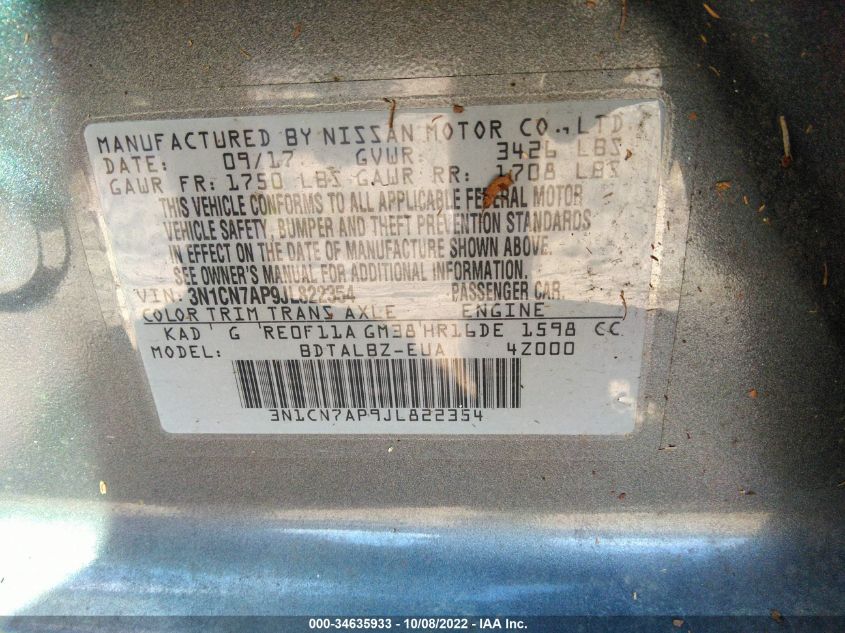 MANUFACTURED BY NISSAN MOTOR CO., LTD
DATE: 09/17 GVWR: 3426 LBS
GAWR FR: 1750 LBS GAWR RR: 1708 LBS
THIS VEHICLE CONFORMS TO ALL APPLICABLE FEDERAL MOTOR
VEHICLE SAFETY, BUMPER AND THEFT PREVENTION STANDARDS
IN EFFECT ON THE DATE OF MANUFACTURE SHOWN ABOVE.
SEE OWNER'S MANUAL FOR ADDITIONAL INFORMATION.
VIN: 3N1CN7AP9JL822354 PASSENGER CAR
COLOR TRIM TRANS AXLE ENGINE
KAD G RE0F11A GM38 HR16DE 1598 CC
MODEL: BDTALBZ-EUA 4Z000
3N1CN7AP9JL822354
000-34635933 - 10/08/2022 - IAA Inc.